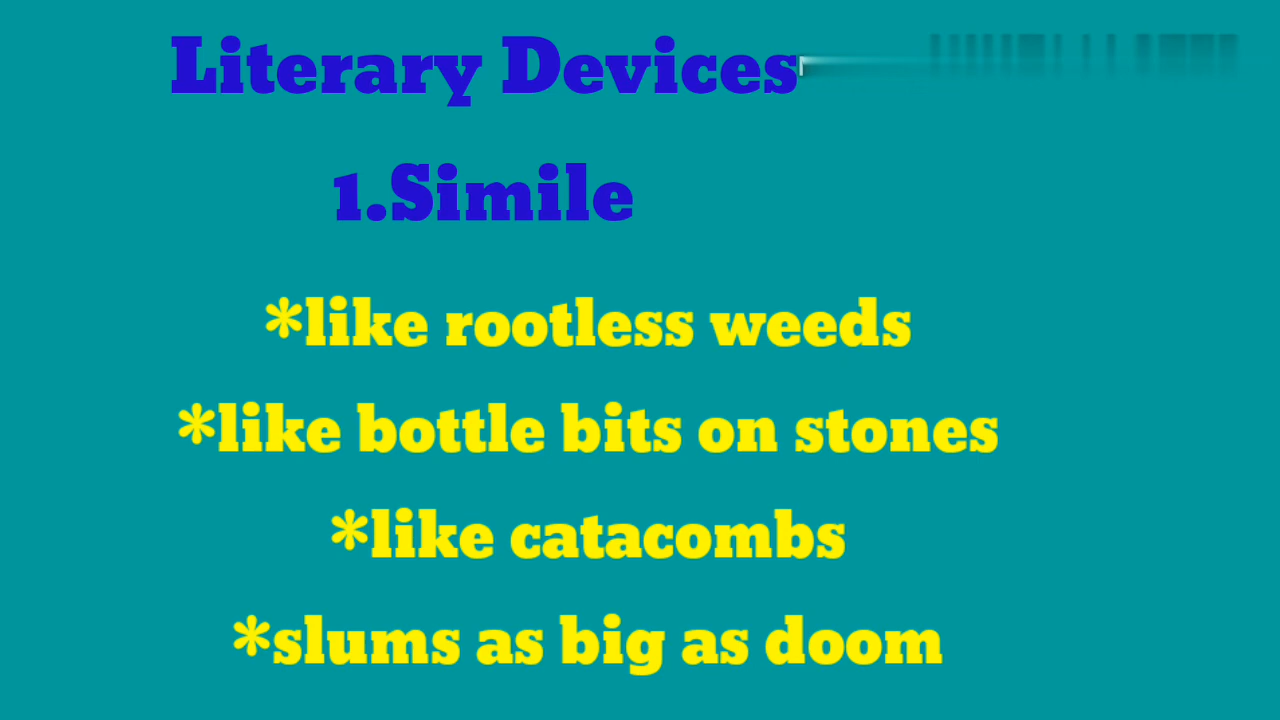 Literary Devices
1.Simile
*like rootless weeds
*like bottle bits on stones
*like catacombs
*slums as big as doom